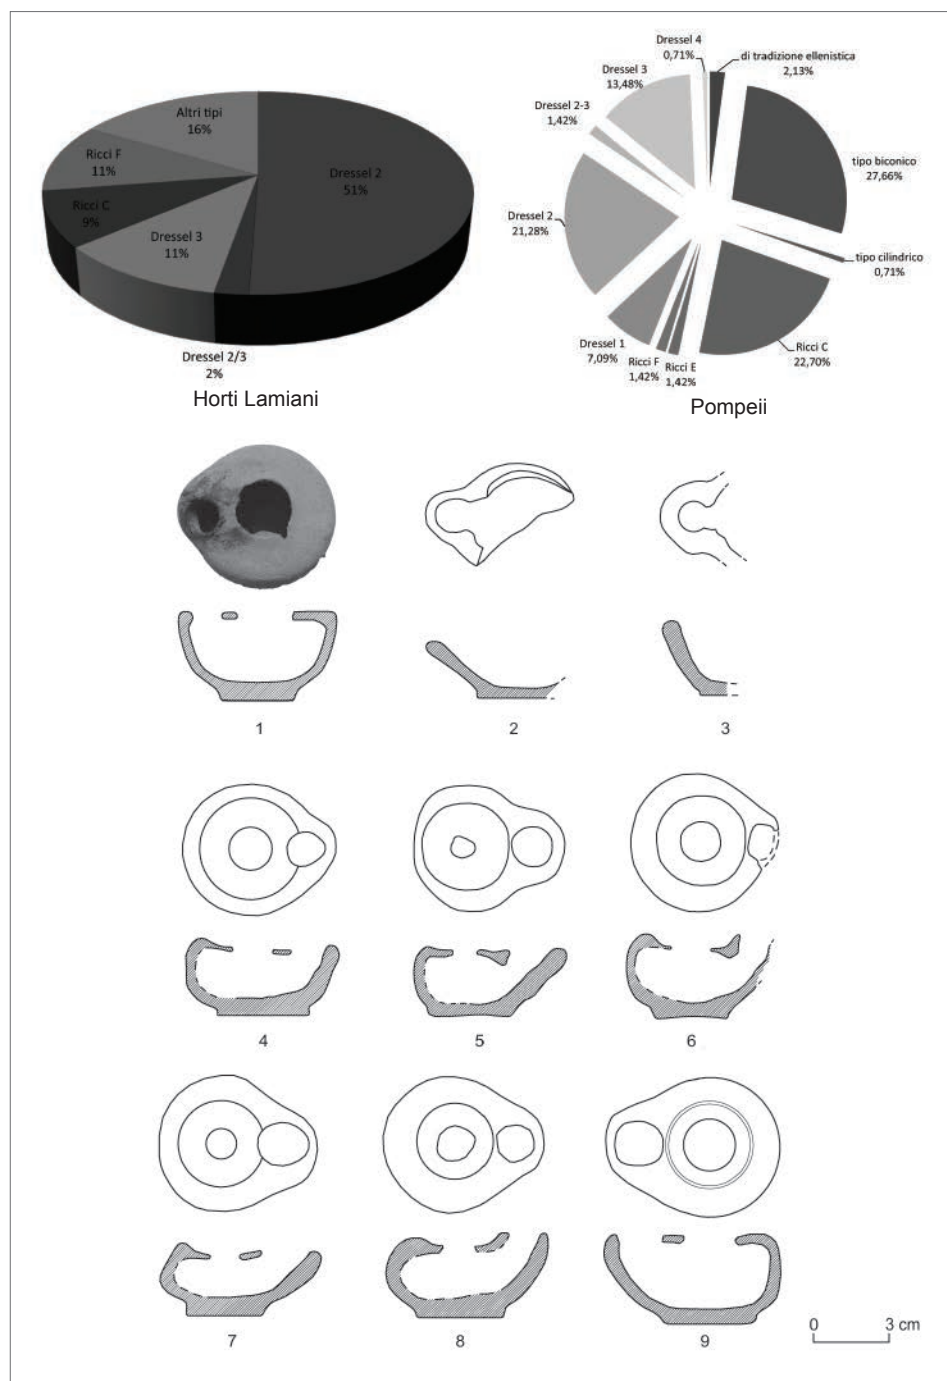 Altri tipi
16%
Ricci F
11%
Ricci C
9%
Dressel 3
11%
Dressel 2
51%
Dressel 2/3
2%
Horti Lamiani
Dressel 4
0,71%
di tradizione ellenistica
2,13%
Dressel 3
13,48%
Dressel 2-3
1,42%
tipo biconico
27,66%
Dressel 2
21,28%
tipo cilindrico
0,71%
Dressel 1
7,09%
Ricci F
1,42%
Ricci E
1,42%
Ricci C
22,70%
Pompeii
1
2
3
4
5
6
7
8
9
0 3 cm